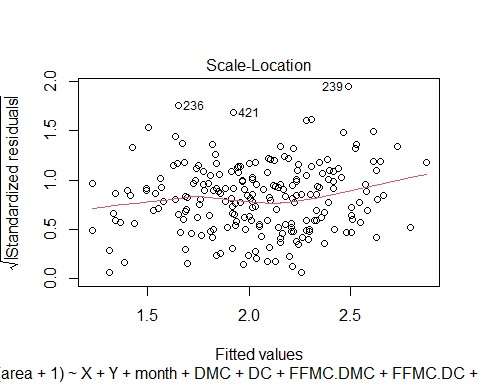 Scale-Location
√|Standardized residuals|
2.0
1.5
1.0
0.5
0.0
239
236
421
1.5 2.0 2.5
Fitted values
(area + 1) ~ X + Y + month + DMC + DC + FFMC.DMC + FFMC.DC +